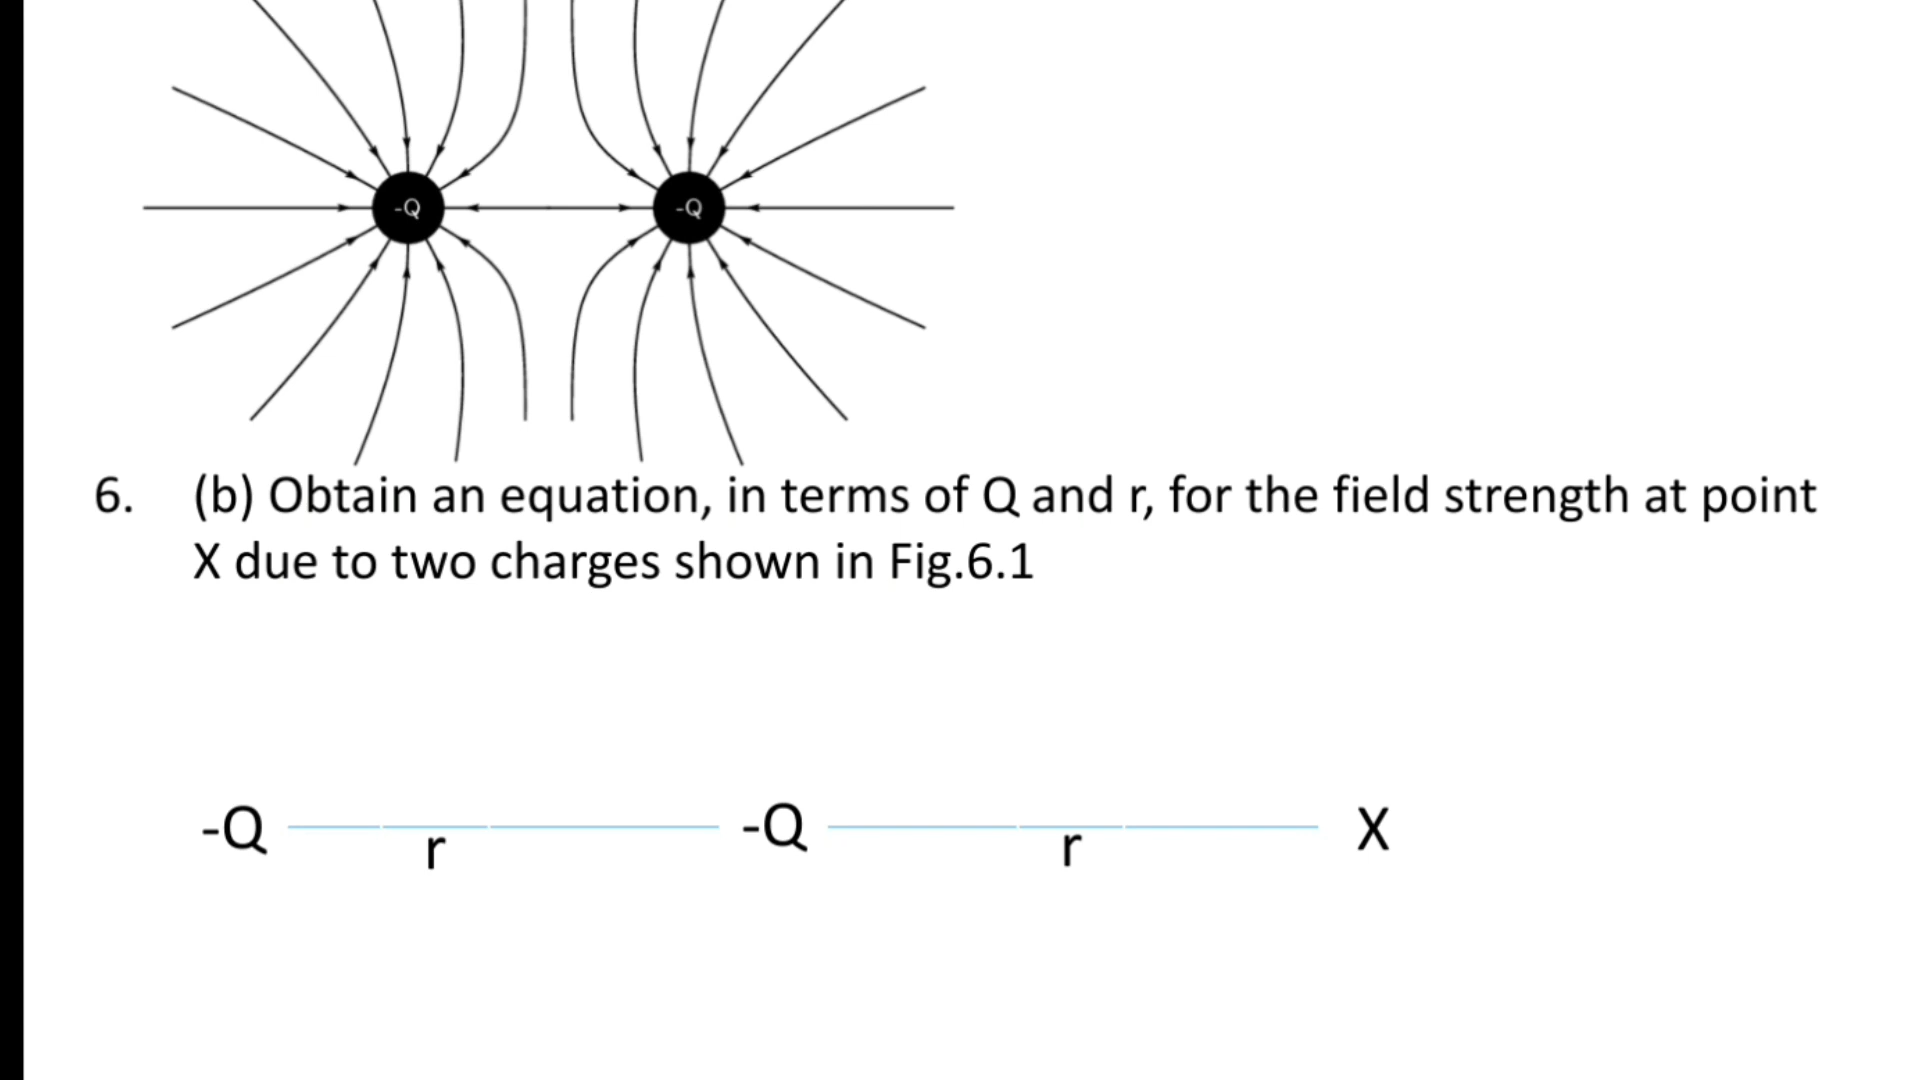 -Q -Q
6. (b) Obtain an equation, in terms of Q and r, for the field strength at point
X due to two charges shown in Fig.6.1
-Q -Q X
r r